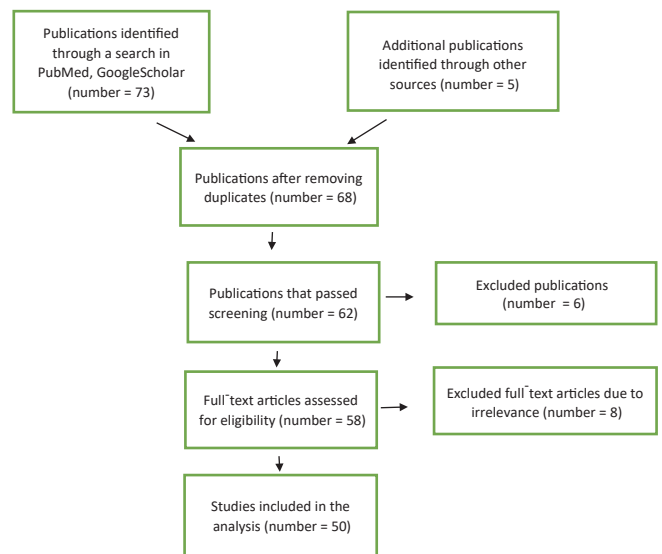 Publications identified
through a search in
PubMed, GoogleScholar
(number = 73)
Additional publications
identified through other
sources (number = 5)
Publications after removing
duplicates (number = 68)
Publications that passed
screening (number = 62)
Excluded publications
(number = 6)
Full-text articles assessed
for eligibility (number = 58)
Excluded full-text articles due to
irrelevance (number = 8)
Studies included in the
analysis (number = 50)